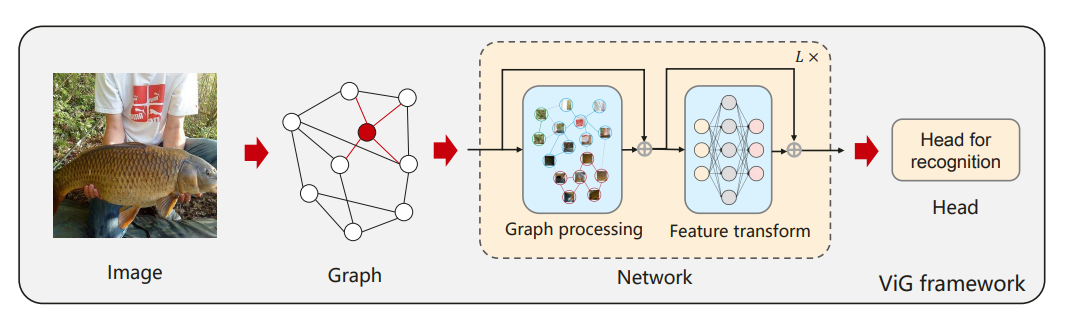 L ×
Head for
recognition
Graph processing
Feature transform
Head
Image
Graph
Network
ViG framework